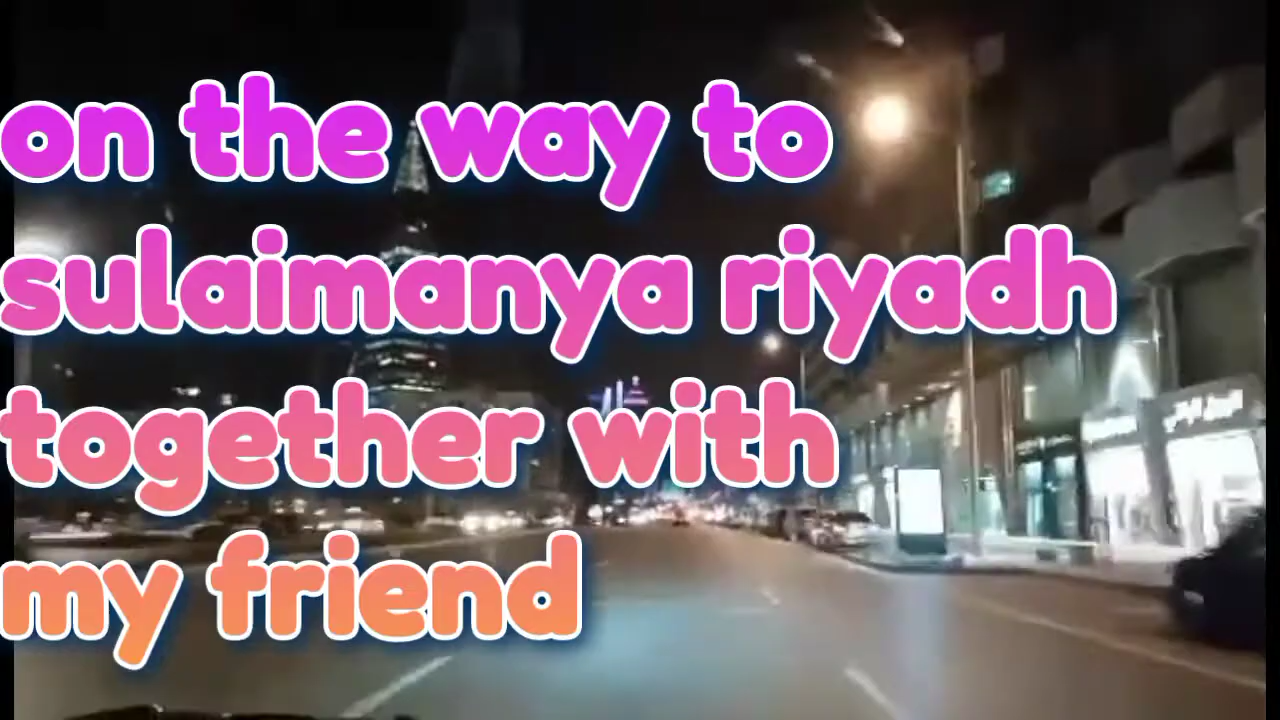 on the way to
sulaimanya riyadh
together with
my friend